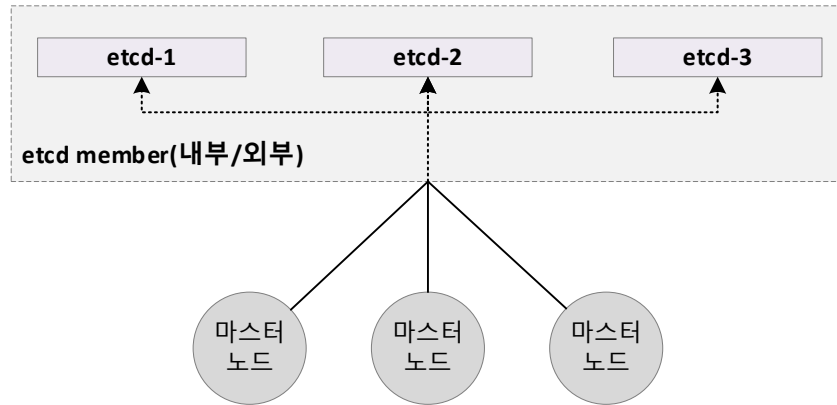 etcd-1
etcd-2
etcd-3
etcd member(내부/외부)
마스터
노드
마스터
노드
마스터
노드